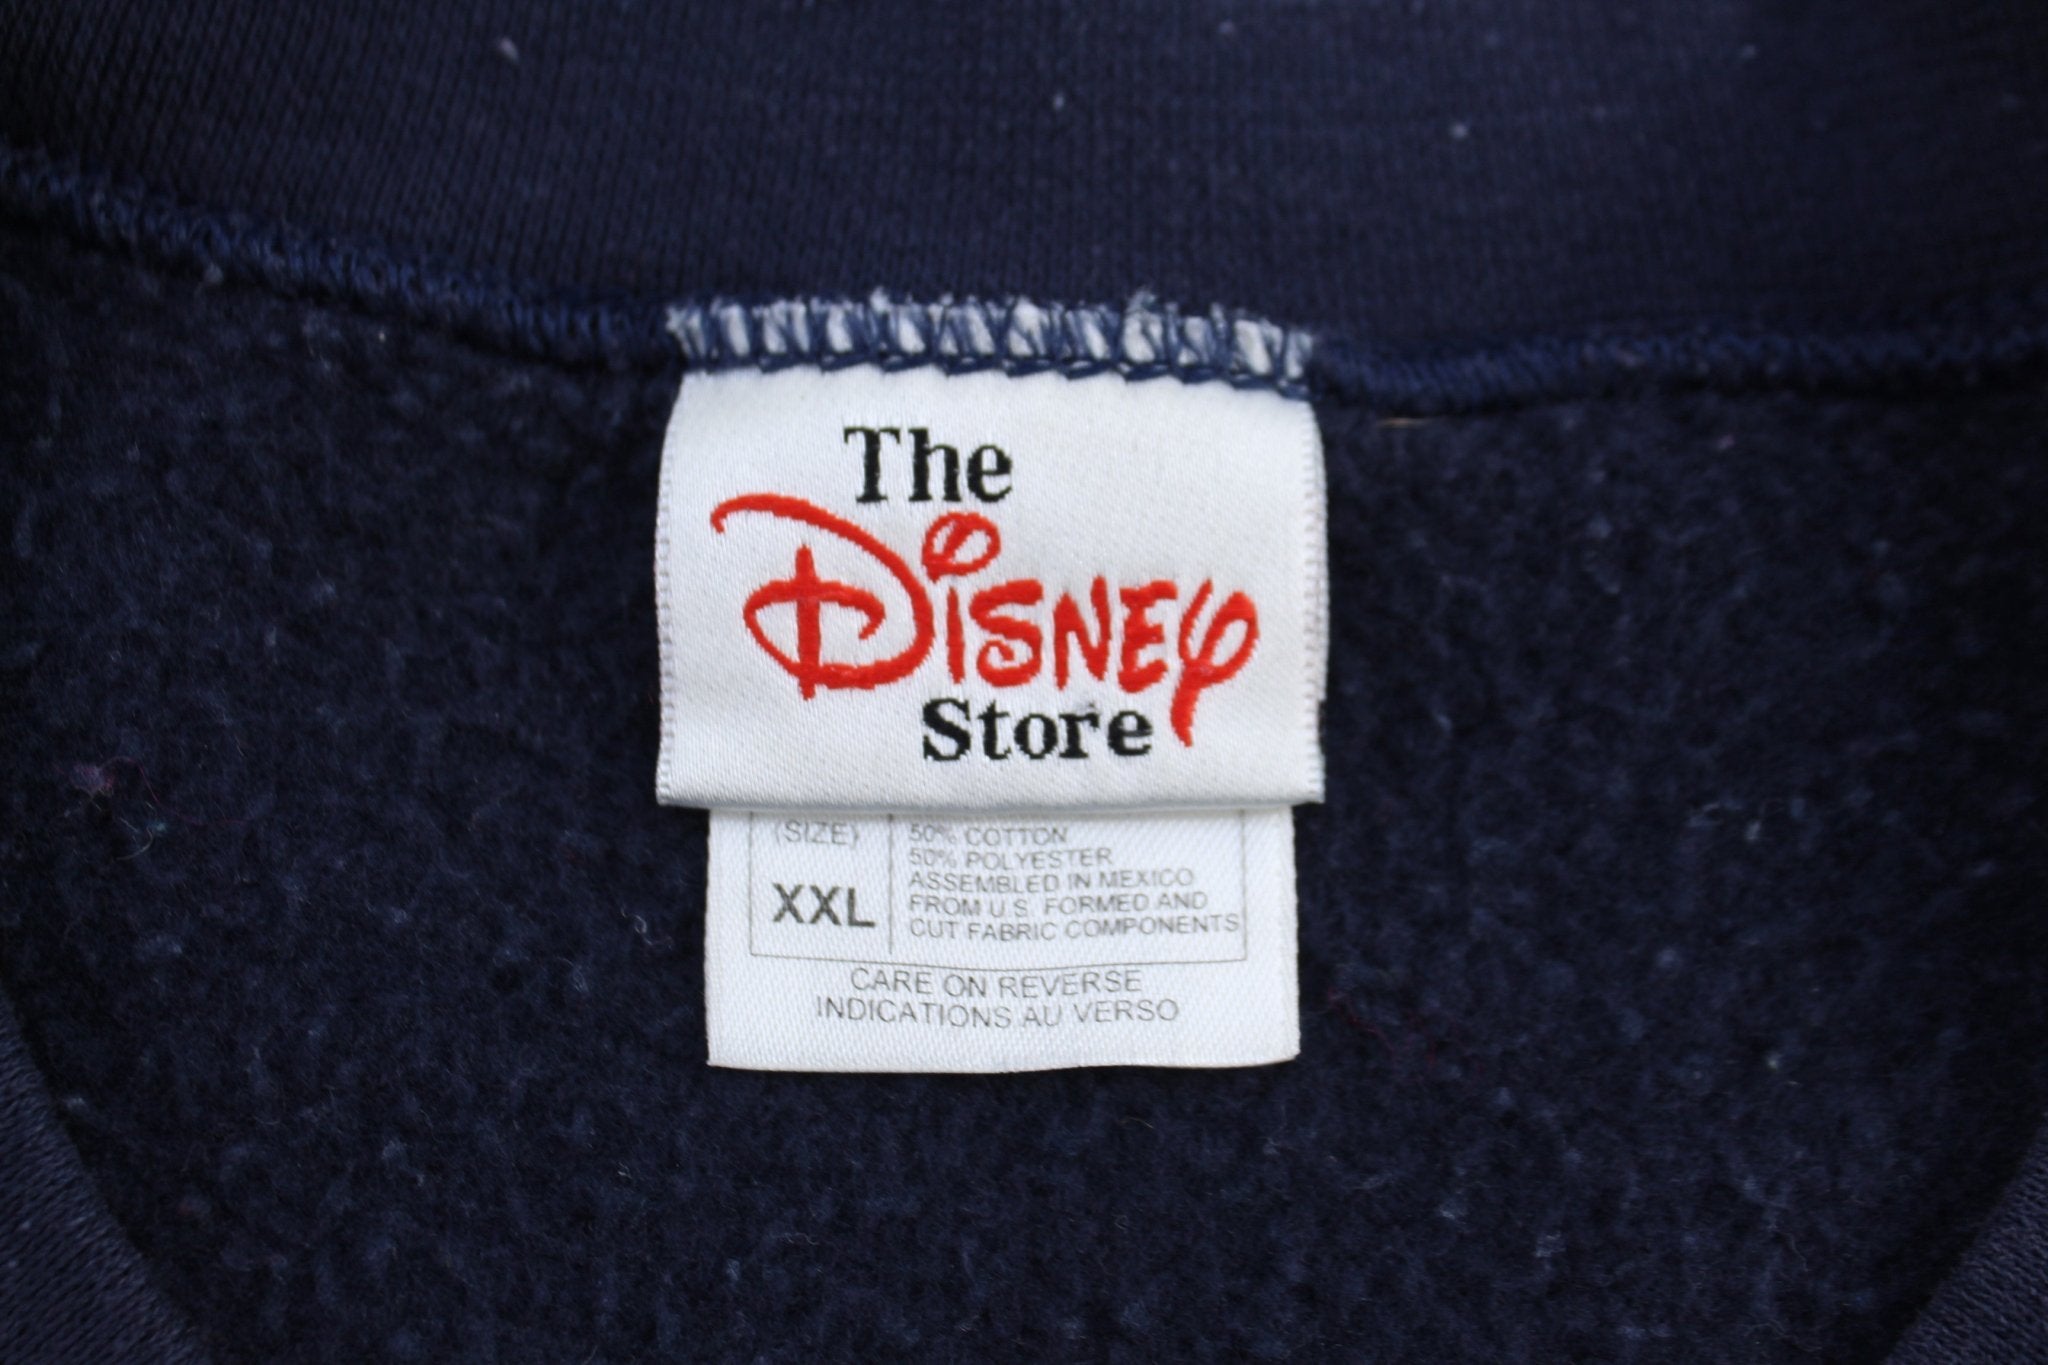 The
Disney
Store
(SIZE)
XXL
50% COTTON
50% POLYESTER
ASSEMBLED IN MEXICO
FROM U.S. FORMED AND
CUT FABRIC COMPONENTS
CARE ON REVERSE
INDICATIONS AU VERSO